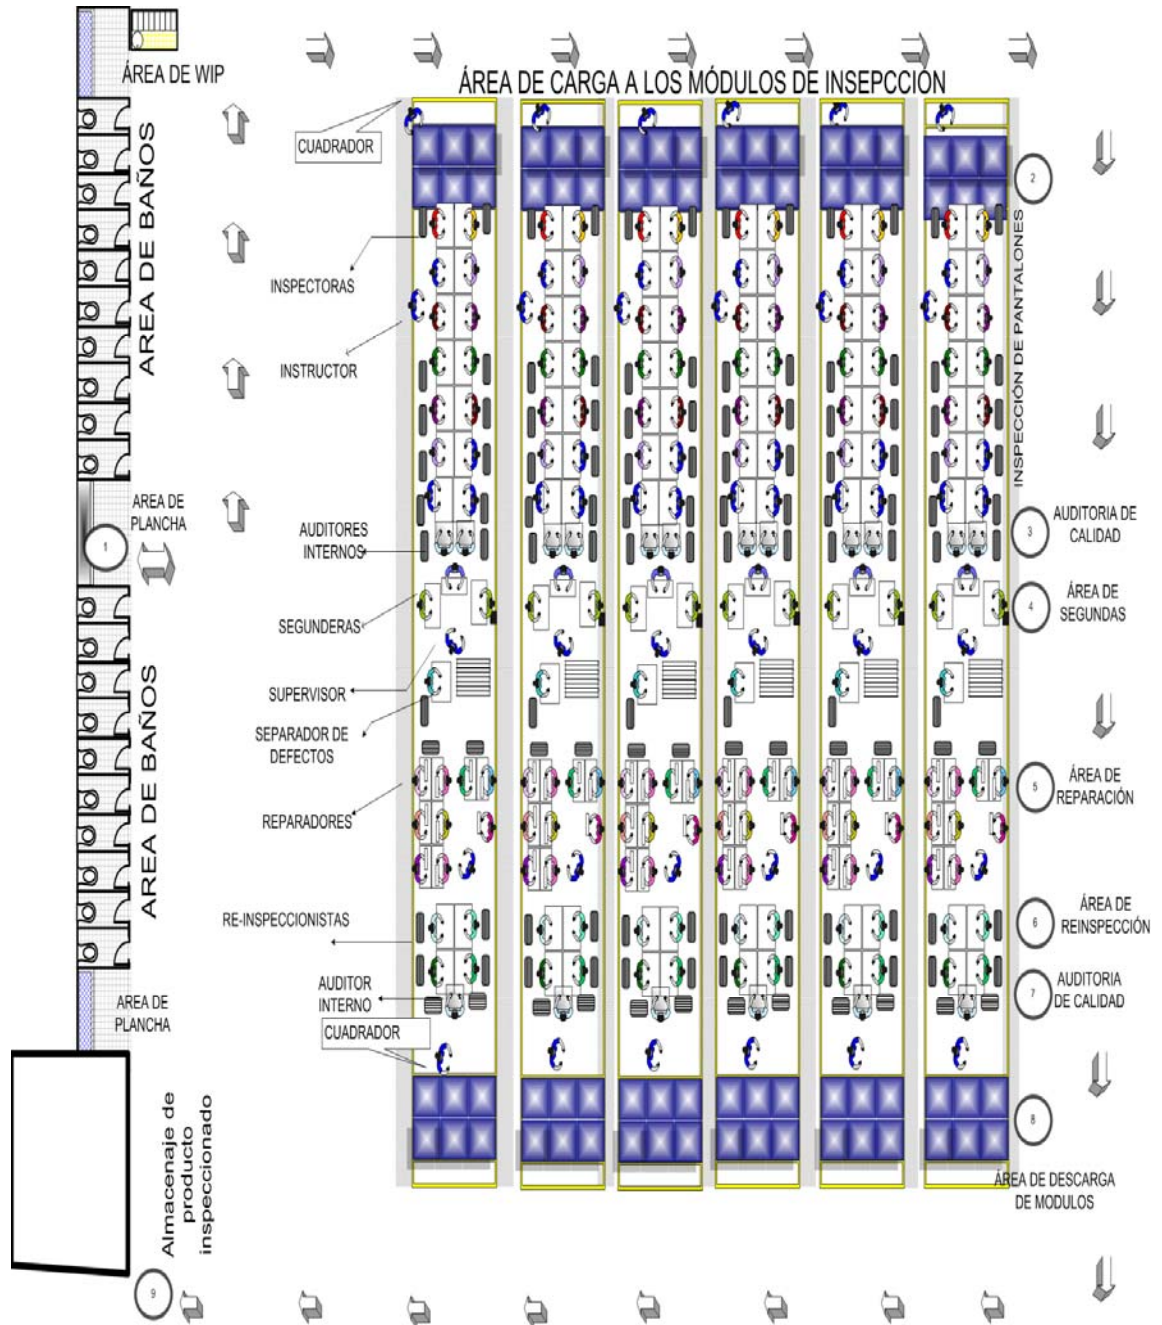 ÁREA DE WIP
ÁREA DE CARGA A LOS MÓDULOS DE INSEPCCIÓN
CUADRADOR
2
AREA DE BAÑOS
INSPECCIÓN DE PANTALONES
INSPECTORAS
INSTRUCTOR
AREA DE
PLANCHA
1
AUDITORES
INTERNOS
3
AUDITORIA DE
CALIDAD
SEGUNDERAS
4
ÁREA DE
SEGUNDAS
AREA DE BAÑOS
SUPERVISOR
SEPARADOR DE
DEFECTOS
5
ÁREA DE
REPARACIÓN
REPARADORES
RE-INSPECCIONISTAS
6
ÁREA DE
REINSPECCIÓN
AUDITOR
INTERNO
7
AUDITORIA
DE CALIDAD
AREA DE
PLANCHA
CUADRADOR
8
Almacenaje de
producto
inspeccionado
ÁREA DE DESCARGA
DE MODULOS
9